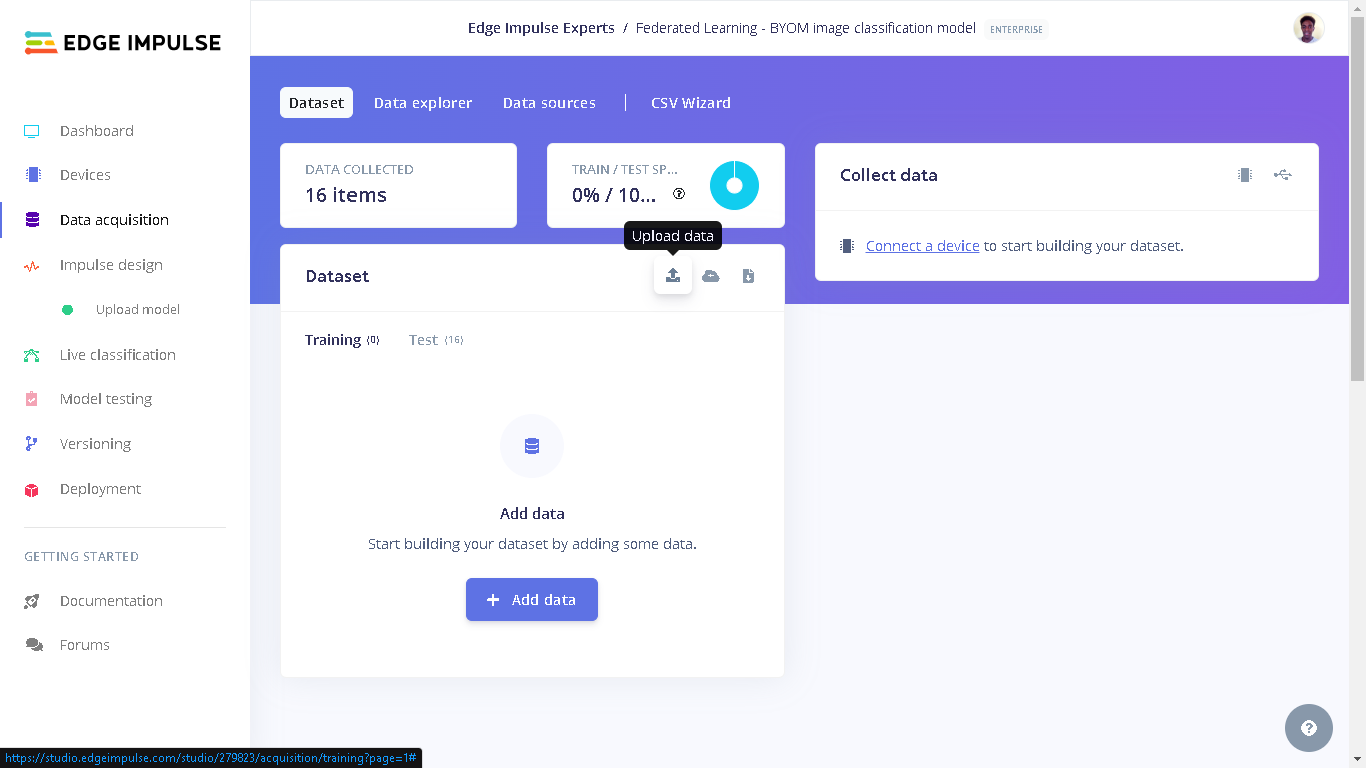 EDGE IMPULSE
Edge Impulse Experts / Federated Learning - BYOM image classification model ENTERPRISE
Dashboard
Devices
Data acquisition
Impulse design
Upload model
Live classification
Model testing
Versioning
Deployment
GETTING STARTED
Documentation
Forums
Dataset Data explorer Data sources | CSV Wizard
DATA COLLECTED
16 items
TRAIN / TEST SP...
0% / 10...
Collect data
Connect a device to start building your dataset.
Upload data
Dataset
Training (0) Test (16)
Add data
Start building your dataset by adding some data.
+ Add data
https://studio.edgeimpulse.com/studio/279823/acquisition/training?page=1#